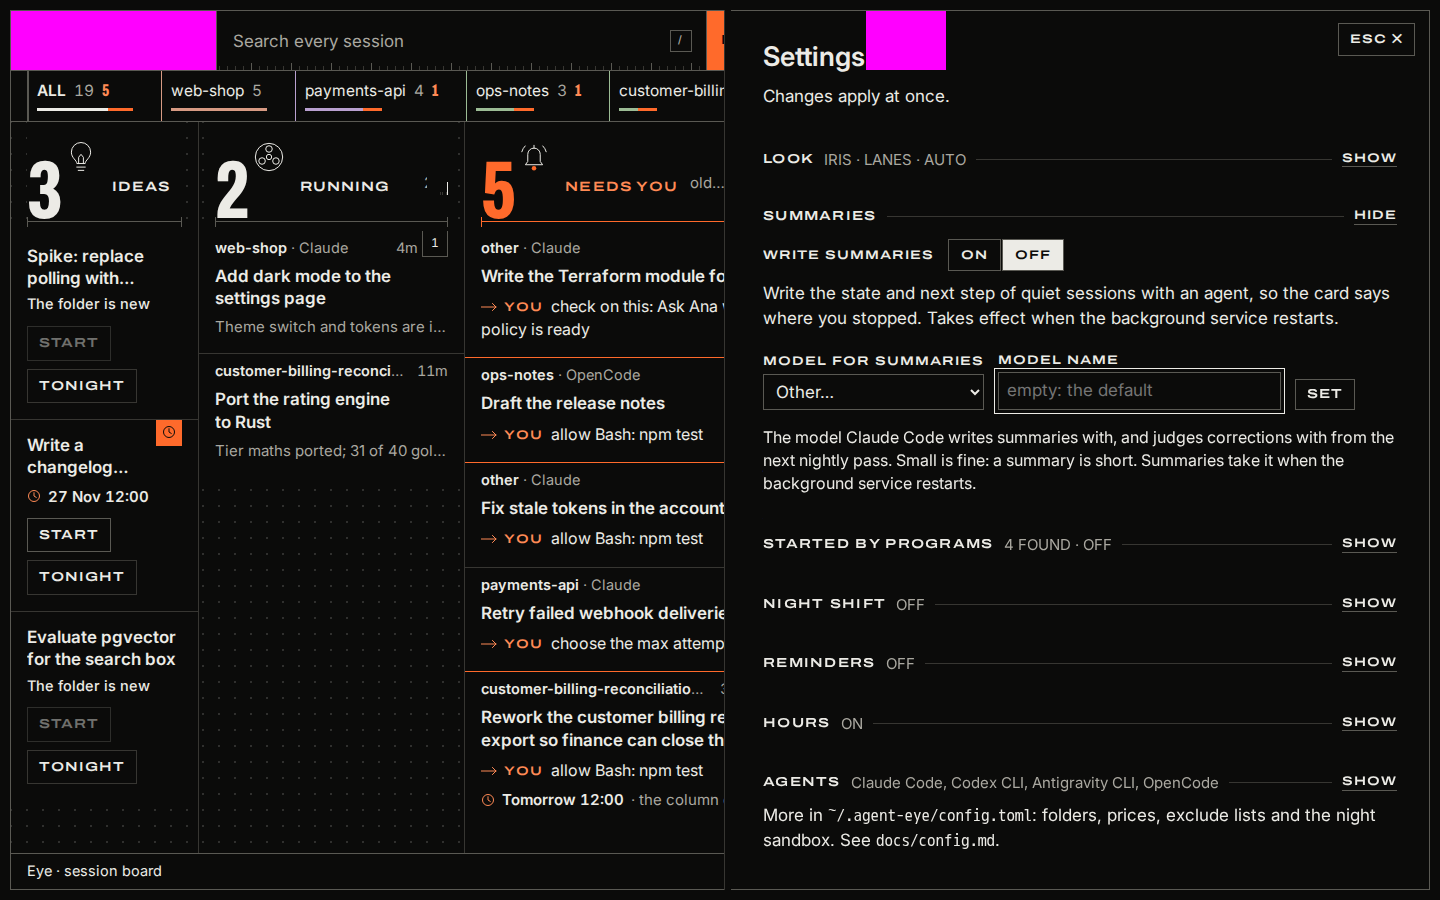 Search every session /
ALL 19 5
web-shop 5
payments-api 4 1
ops-notes 3 1
customer-billin
3 IDEAS
Spike: replace
polling with...
The folder is new
START
TONIGHT
Write a
changelog...
27 Nov 12:00
START
TONIGHT
Evaluate pgvector
for the search box
The folder is new
START
TONIGHT
2 RUNNING
web-shop · Claude 4m 1
Add dark mode to the
settings page
Theme switch and tokens are i...
customer-billing-reconci... 11m
Port the rating engine
to Rust
Tier maths ported; 31 of 40 gol...
5 NEEDS YOU old...
other · Claude
Write the Terraform module fo
→ YOU check on this: Ask Ana
policy is ready
ops-notes · OpenCode
Draft the release notes
→ YOU allow Bash: npm test
other · Claude
Fix stale tokens in the account
→ YOU allow Bash: npm test
payments-api · Claude
Retry failed webhook deliverie
→ YOU choose the max attemp
customer-billing-reconciliatio...
Rework the customer billing re
export so finance can close th
→ YOU allow Bash: npm test
Tomorrow 12:00 · the column
Eye · session board
Settings
ESC ✕
Changes apply at once.
LOOK IRIS · LANES · AUTO SHOW
SUMMARIES HIDE
WRITE SUMMARIES ON OFF
Write the state and next step of quiet sessions with an agent, so the card says
where you stopped. Takes effect when the background service restarts.
MODEL FOR SUMMARIES MODEL NAME
Other... empty: the default SET
The model Claude Code writes summaries with, and judges corrections with from the
next nightly pass. Small is fine: a summary is short. Summaries take it when the
background service restarts.
STARTED BY PROGRAMS 4 FOUND · OFF SHOW
NIGHT SHIFT OFF SHOW
REMINDERS OFF SHOW
HOURS ON SHOW
AGENTS Claude Code, Codex CLI, Antigravity CLI, OpenCode SHOW
More in ~/.agent-eye/config.toml: folders, prices, exclude lists and the night
sandbox. See docs/config.md.